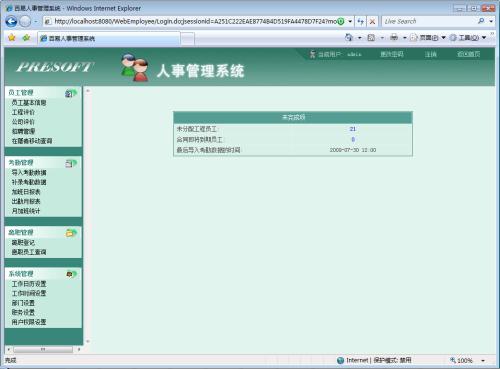 百易人事管理系统 - Windows Internet Explorer
http://localhost:8080/WebEmployee/Login.do;jsessionid=A251C222EAE8774B4D519FA4478D7F24?mo
Live Search
百易人事管理系统
页面(P)
工具(O)
PRESOFT
人事管理系统
当前用户: admin
更改密码
注销
返回首页
员工管理
员工基本信息
工程评价
公司评价
招聘管理
在籍者移动查询
考勤管理
导入考勤数据
补录考勤数据
加班日报表
出勤月报表
月加班统计
离职管理
离职登记
离职员工查询
系统管理
工作日历设置
工作时间设置
部门设置
职务设置
用户权限设置
未完成项
未分配工程员工: 21
合同即将到期员工: 0
最后导入考勤数据的时间: 2009-07-30 12:00
完成
Internet | 保护模式: 禁用
100%